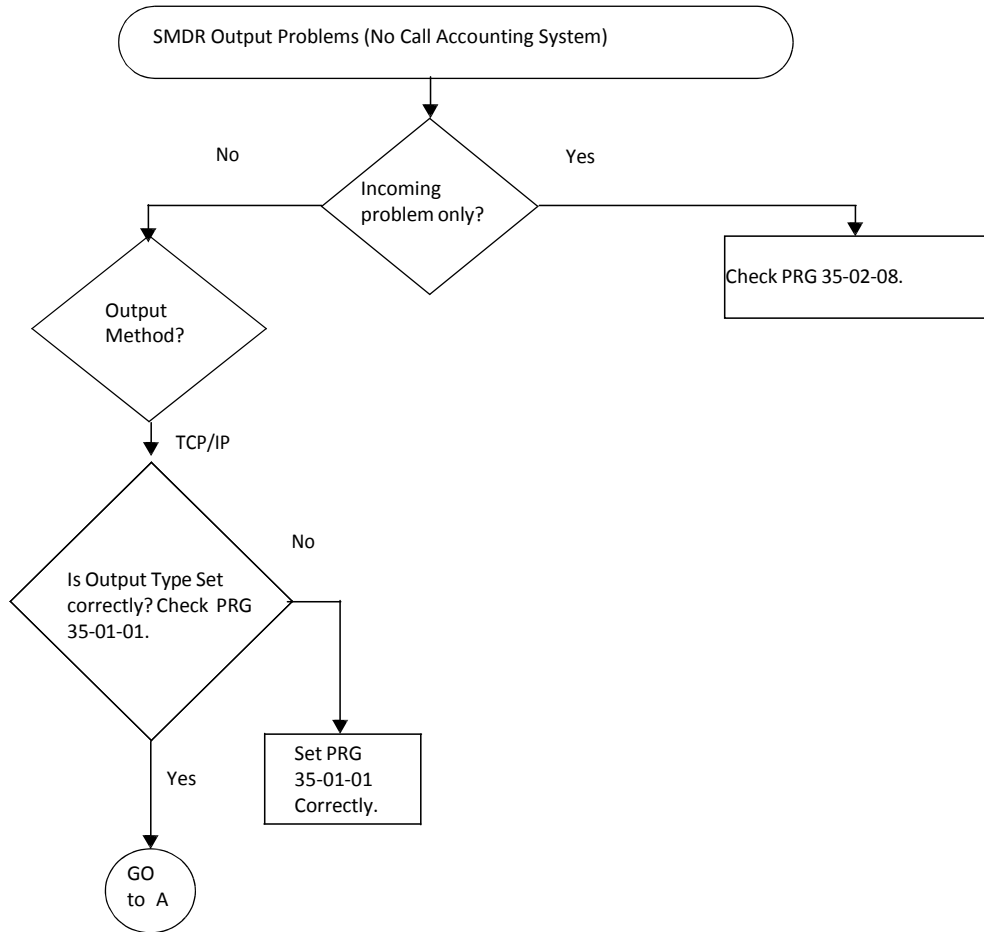 SMDR Output Problems (No Call Accounting System)
No
Yes
Incoming
problem only?
Check PRG 35-02-08.
Output
Method?
TCP/IP
No
Is Output Type Set
correctly? Check PRG
35-01-01.
Set PRG
35-01-01
Correctly.
Yes
GO
to A